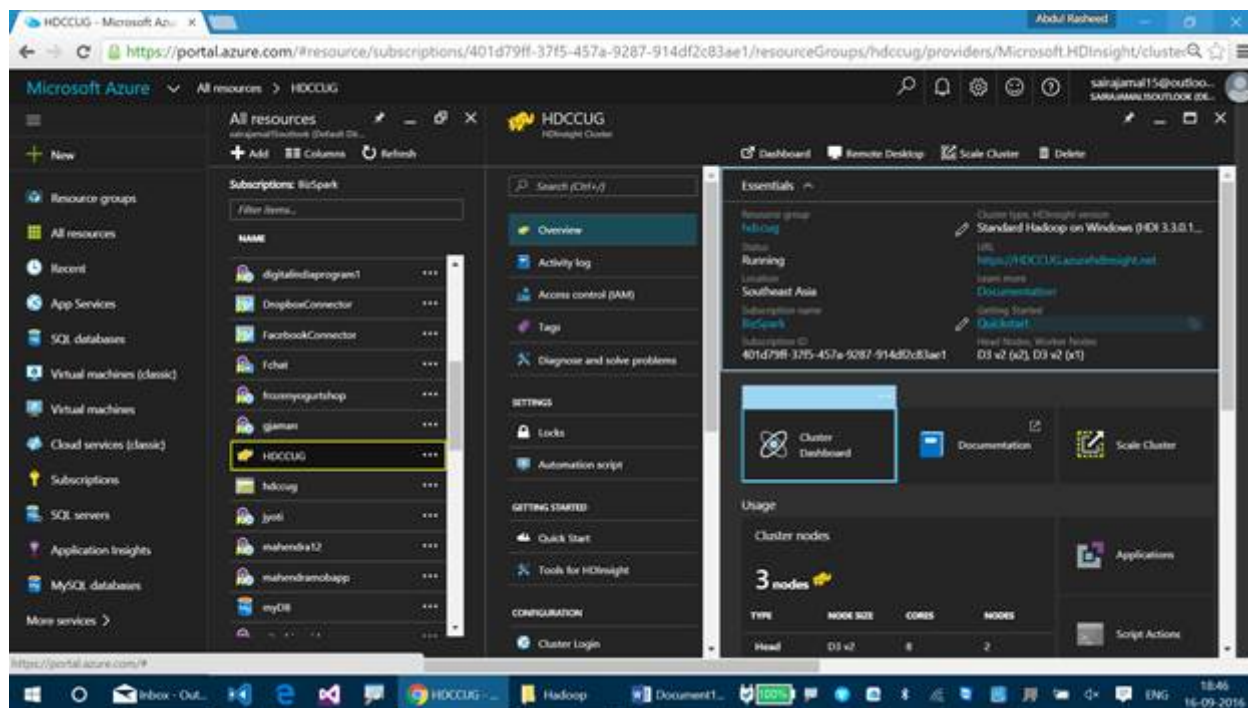 HDCCUG - Microsoft Az
Abdul Rasheed
https://portal.azure.com/#resource/subscriptions/401d79ff-37f5-457a-9287-914df2c83ae1/resourceGroups/hdccug/providers/Microsoft.HDInsight/cluste
Microsoft Azure All resources > HDCCUG
sairajamal15@outloo...
New
Resource groups
All resources
Recent
App Services
SQL databases
Virtual machines (classic)
Virtual machines
Cloud services (classic)
Subscriptions
SQL servers
Application Insights
MySQL databases
More services >
All resources
Add Columns Refresh
Subscriptions: BizSpark
Filter items...
NAME
digitalindiaprogram1
DropboxConnector
FacebookConnector
Fchat
frozenyogurtshop
gjaman
HDCCUG
hdccug
jyoti
mahendra12
mahendramobapp
myDB
HDCCUG
HDInsight Cluster
Search (Ctrl+/)
Overview
Activity log
Access control (IAM)
Tags
Diagnose and solve problems
SETTINGS
Locks
Automation script
GETTING STARTED
Quick Start
Tools for HDInsight
CONFIGURATION
Cluster Login
Dashboard Remote Desktop Scale Cluster Delete
Essentials
Resource group
hdccug
Status
Running
Location
Southeast Asia
Subscription name
BizSpark
Subscription ID
401d79ff-37f5-457a-9287-914df2c83ae1
Cluster type, HDInsight version
Standard Hadoop on Windows (HDI 3.3.0.1...
URL
https://HDCCUG.azurehdinsight.net
Learn more
Documentation
Getting Started
Quickstart
Head Nodes, Worker Nodes
D3 v2 (x2), D3 v2 (x1)
Cluster Dashboard
Documentation
Scale Cluster
Usage
Cluster nodes
3 nodes
TYPE NODE SIZE CORES NODES
Head D3 v2 8 2
Applications
Script Actions
https://portal.azure.com/#
Inbox - Out...
HDCCUG - ...
Hadoop
Document1...
100%
ENG
18:46
16-09-2016